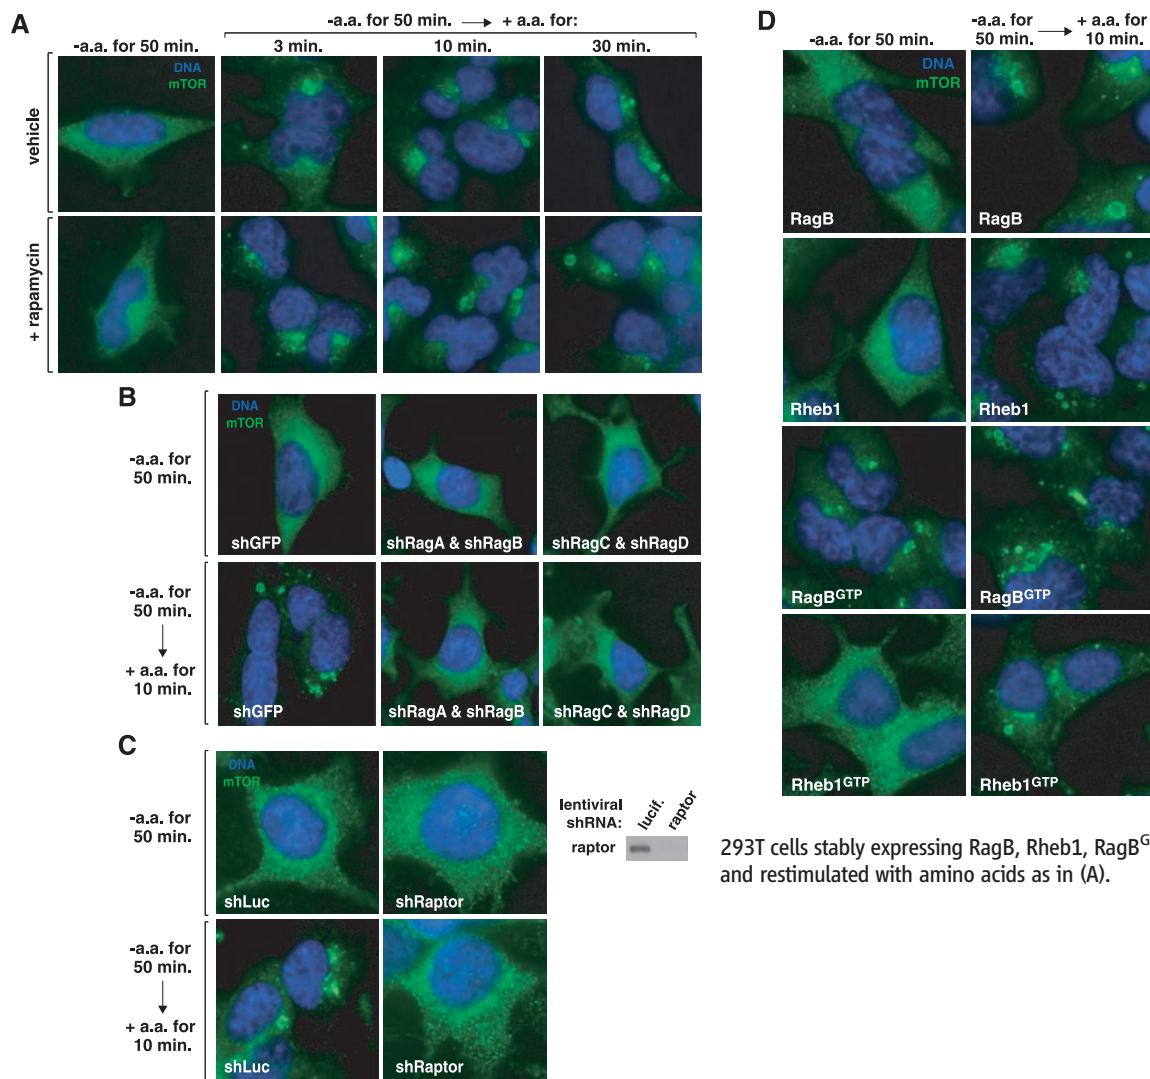 A
-a.a. for 50 min. → + a.a. for:
-a.a. for 50 min.
3 min.
10 min.
30 min.
vehicle
DNA
mTOR
+ rapamycin
B
-a.a. for
50 min.
DNA
mTOR
shGFP
shRagA & shRagB
shRagC & shRagD
-a.a. for
50 min.
+ a.a. for
10 min.
shGFP
shRagA & shRagB
shRagC & shRagD
C
-a.a. for
50 min.
DNA
mTOR
shLuc
shRaptor
lentiviral
shRNA:
lucif.
raptor
raptor
-a.a. for
50 min.
+ a.a. for
10 min.
shLuc
shRaptor
D
-a.a. for 50 min.
-a.a. for
50 min.
→
+ a.a. for
10 min.
DNA
mTOR
RagB
RagB
Rheb1
Rheb1
RagBGTP
RagBGTP
Rheb1GTP
Rheb1GTP
293T cells stably expressing RagB, Rheb1, RagBG
and restimulated with amino acids as in (A).